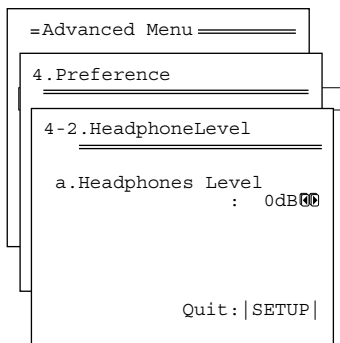 Advanced Menu
4.Preference
4-2.HeadphoneLevel
a.Headphones Level
: 0dB
Quit:|SETUP|